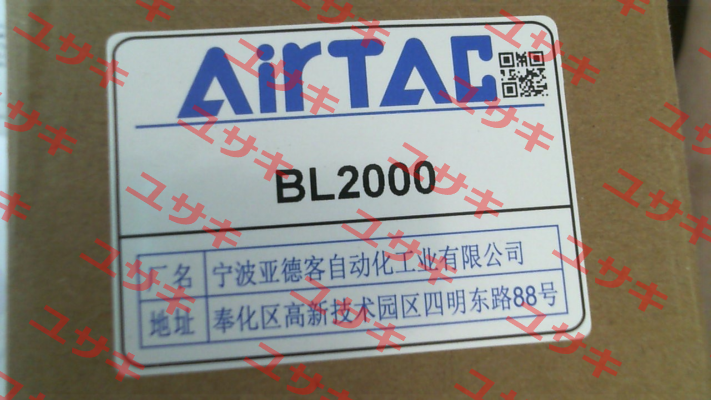 AirTAC
BL2000
厂名 宁波亚德客自动化工业有限公司
地址 奉化区高新技术园区四明东路88号
ユサキ